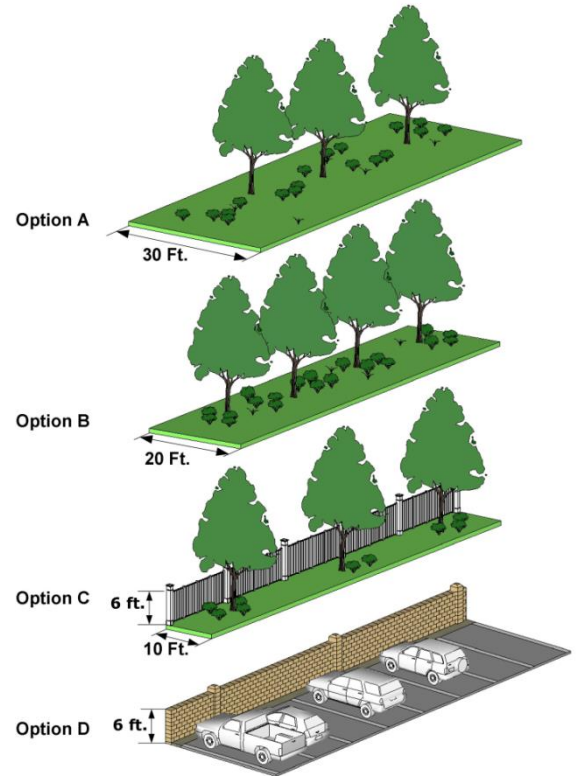 Option A
30 Ft.
Option B
20 Ft.
Option C
6 ft.
10 Ft.
Option D
6 ft.